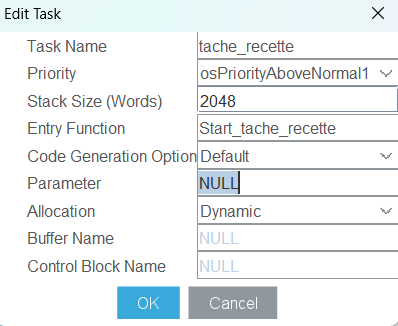 Edit Task
Task Name tache_recette
Priority osPriorityAboveNormal1
Stack Size (Words) 2048
Entry Function Start_tache_recette
Code Generation Option Default
Parameter NULL
Allocation Dynamic
Buffer Name NULL
Control Block Name NULL
OK Cancel